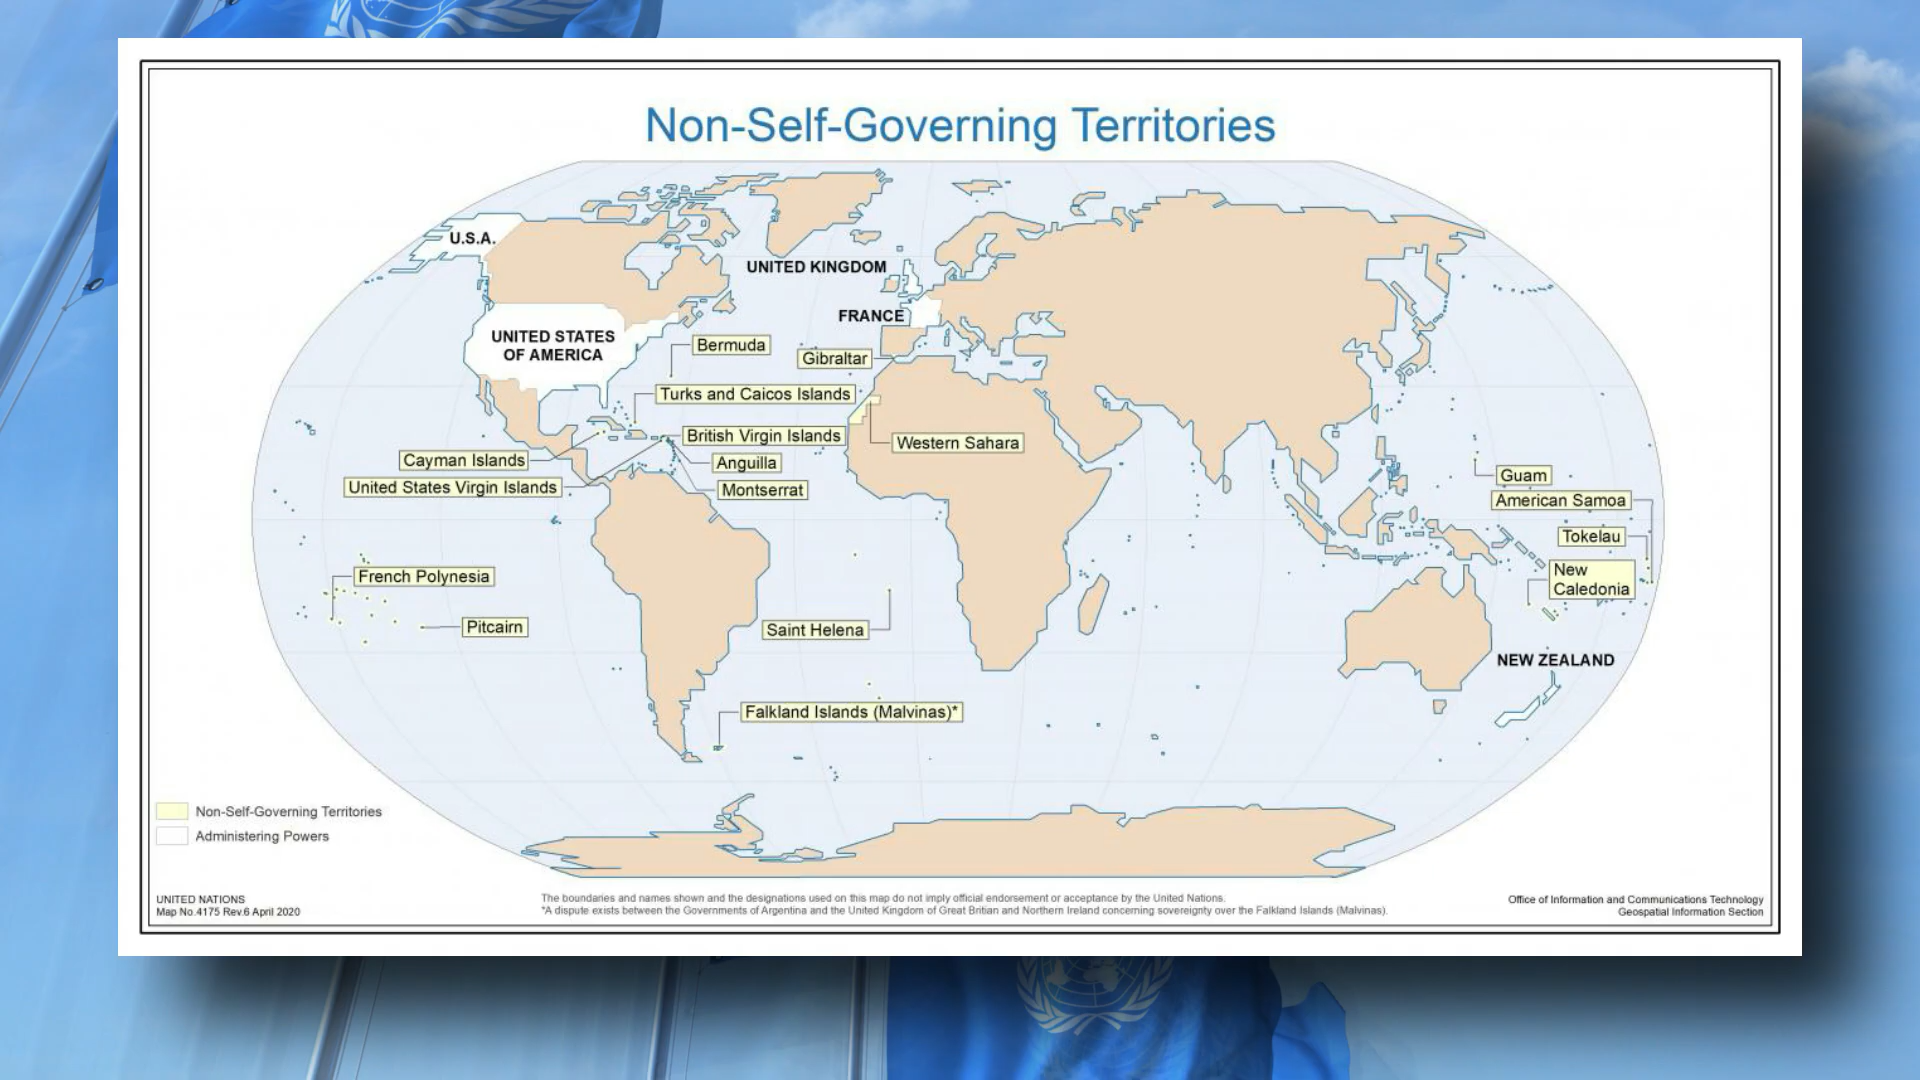 Non-Self-Governing Territories
U.S.A.
UNITED KINGDOM
FRANCE
UNITED STATES
OF AMERICA
Bermuda
Gibraltar
Turks and Caicos Islands
British Virgin Islands
Western Sahara
Cayman Islands
Anguilla
United States Virgin Islands
Montserrat
Guam
American Samoa
Tokelau
New
Caledonia
French Polynesia
Pitcairn
Saint Helena
NEW ZEALAND
Falkland Islands (Malvinas)*
Non-Self-Governing Territories
Administering Powers
UNITED NATIONS
Map No.4175 Rev.6 April 2020
The boundaries and names shown and the designations used on this map do not imply official endorsement or acceptance by the United Nations.
*A dispute exists between the Governments of Argentina and the United Kingdom of Great Britian and Northern Ireland concerning sovereignty over the Falkland Islands (Malvinas).
Office of Information and Communications Technology
Geospatial Information Section